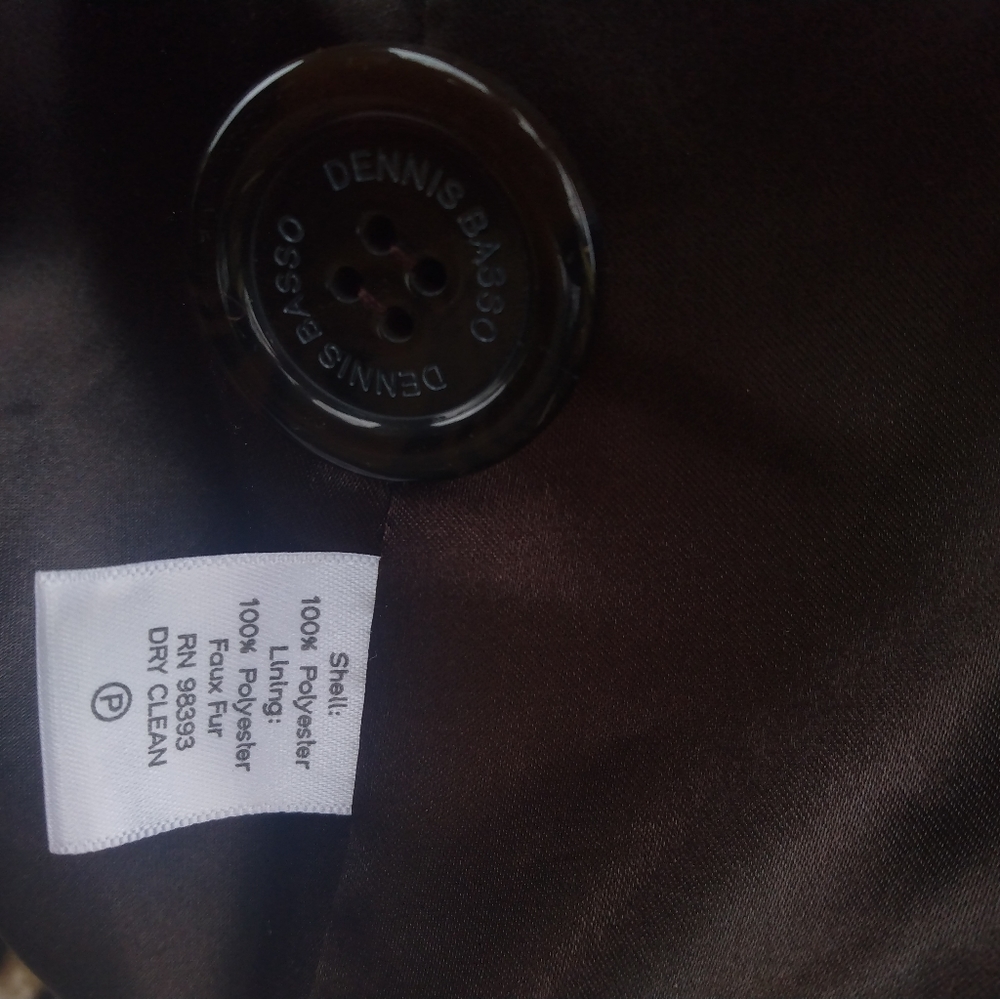 DENNIS BASSO
DENNIS BASSO
Shell:
100% Polyester
Lining:
100% Polyester
Faux Fur
RN 98393
DRY CLEAN
P